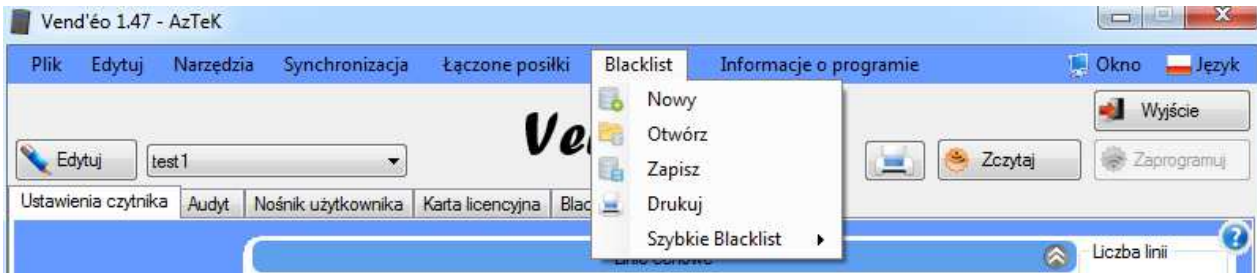 Vend'éo 1.47 - AzTeK
Plik Edytuj Narzędzia Synchronizacja Łączone posiłki Blacklist Informacje o programie Okno Język
Nowy
Otwórz
Zapisz
Drukuj
Szybkie Blacklist
Wyjście
Edytuj test1 Zczytaj Zaprogramuj
Ustawienia czytnika Audyt Nośnik użytkownika Karta licencyjna
Liczba linii